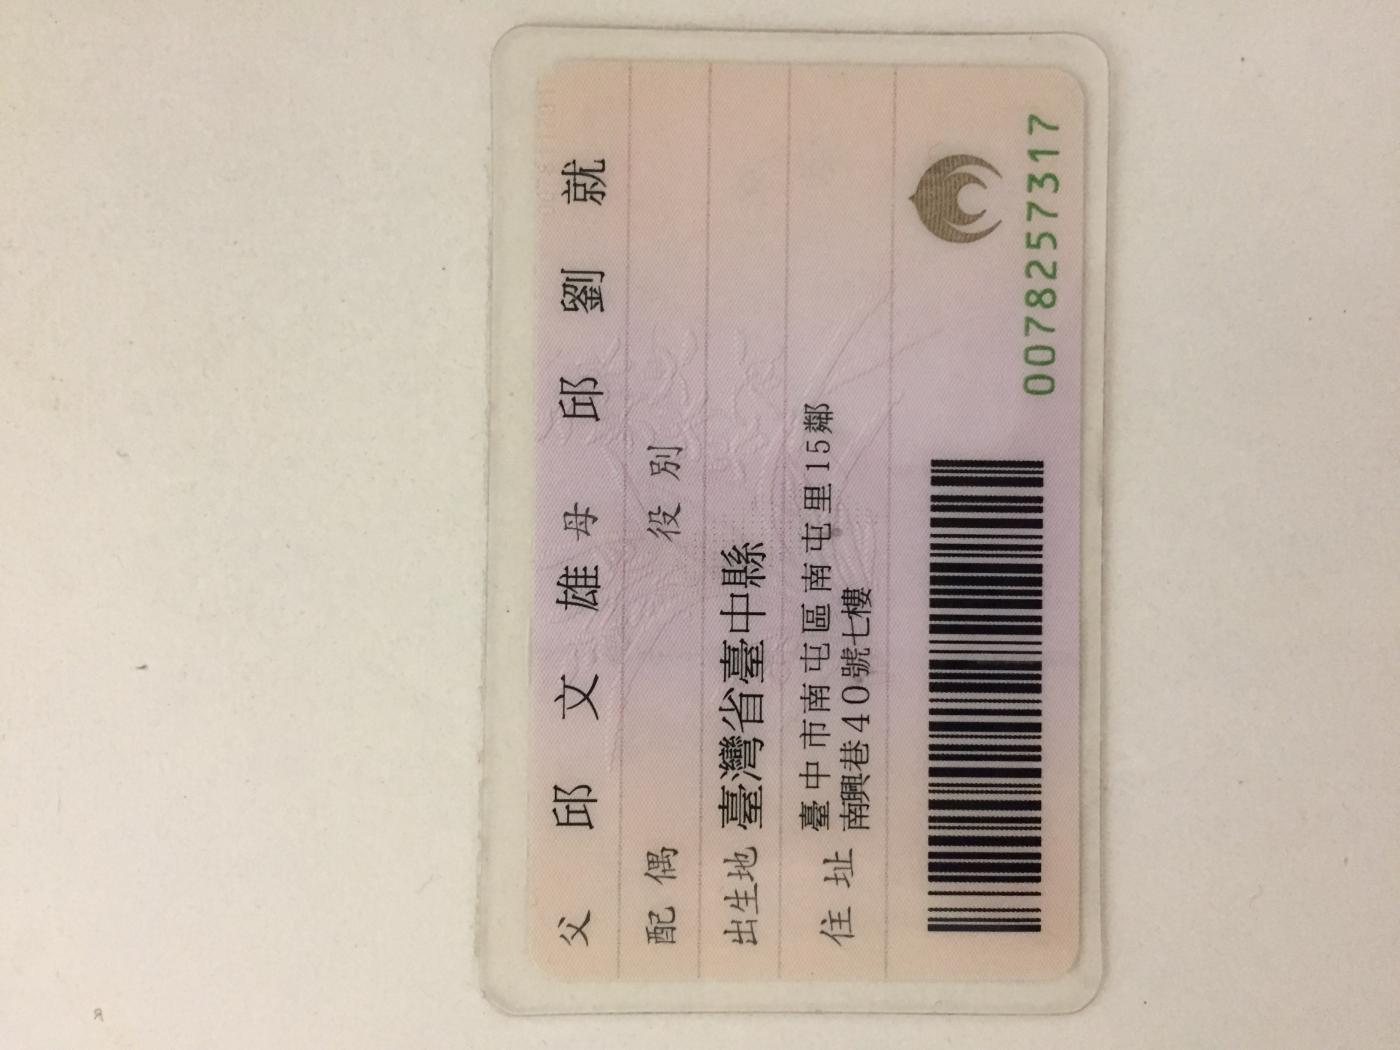 父 邱文雄 母 邱劉就
配偶 役別
出生地 臺灣省臺中縣
住址 臺中市南屯區南屯里15鄰
南興巷40號七樓
0078257317